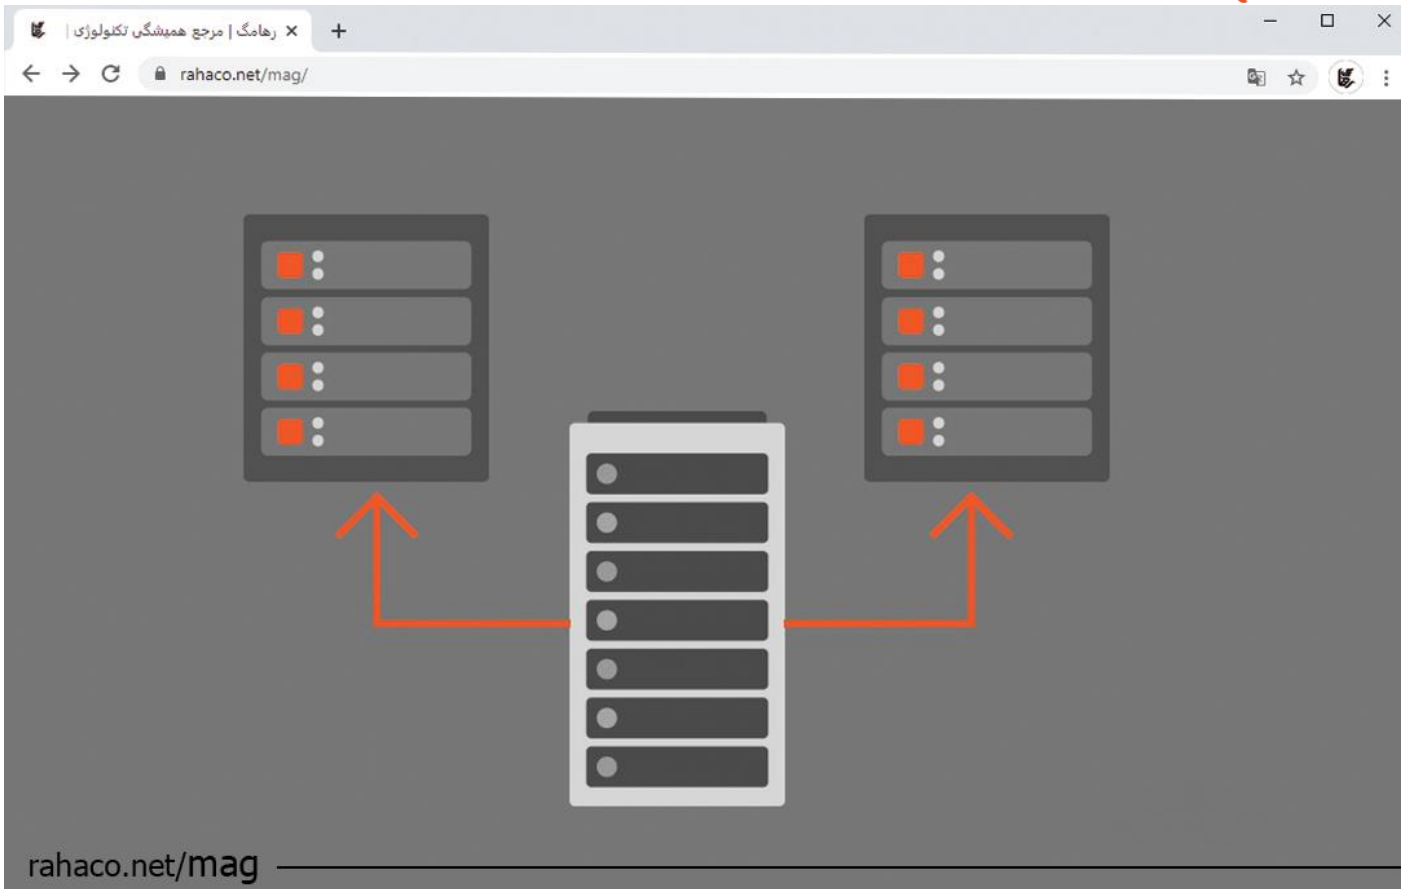 رهامگ | مرجع همیشگی تکنولوژی |
rahaco.net/mag/
rahaco.net/mag